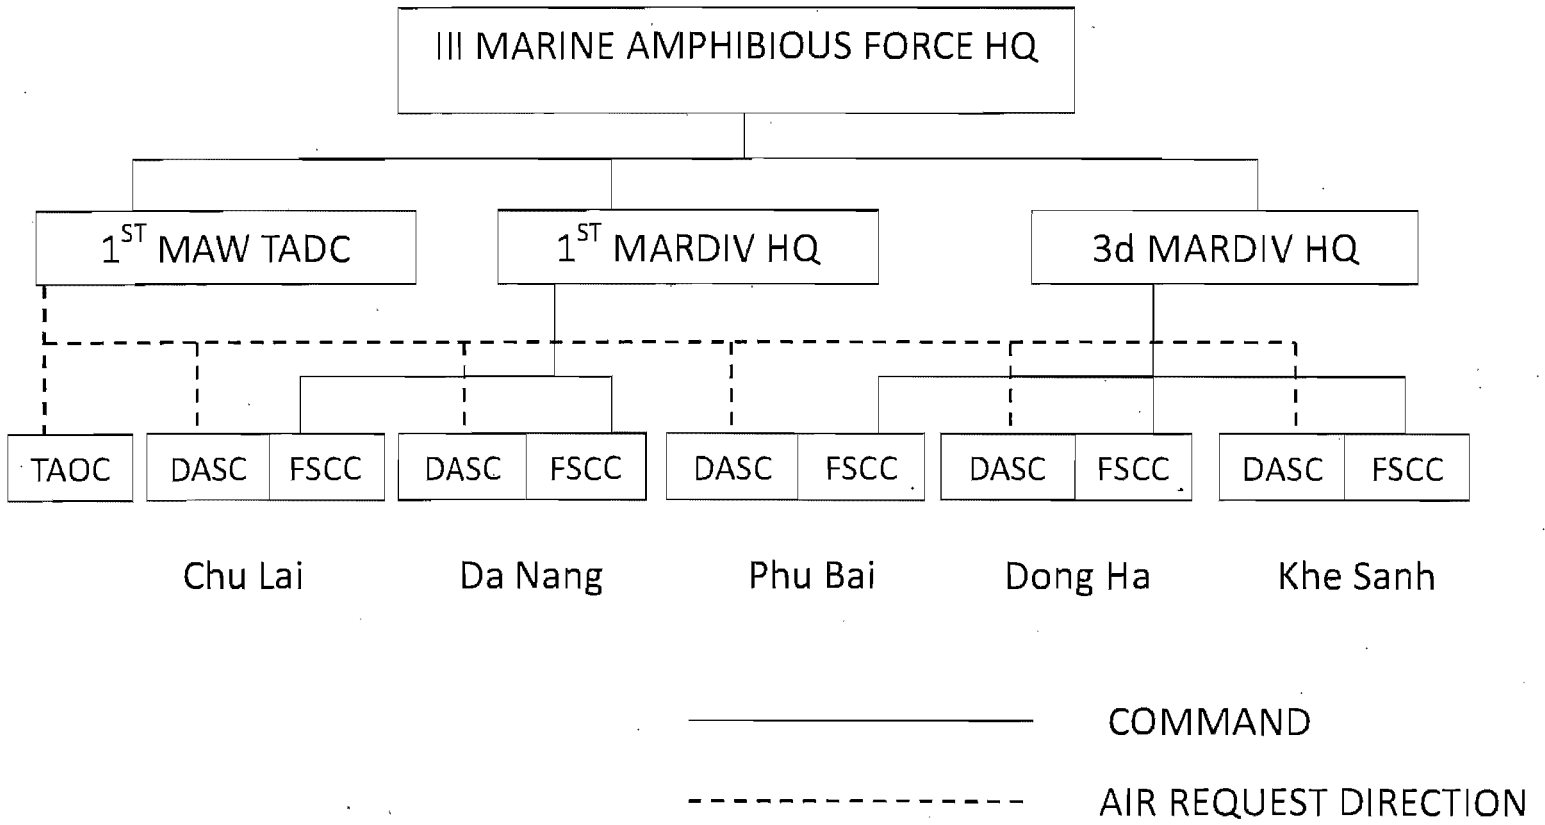 III MARINE AMPHIBIOUS FORCE HQ
1ST MAW TADC
1ST MARDIV HQ
3d MARDIV HQ
TAOC
DASC
FSCC
DASC
FSCC
DASC
FSCC
DASC
FSCC
DASC
FSCC
Chu Lai
Da Nang
Phu Bai
Dong Ha
Khe Sanh
COMMAND
AIR REQUEST DIRECTION